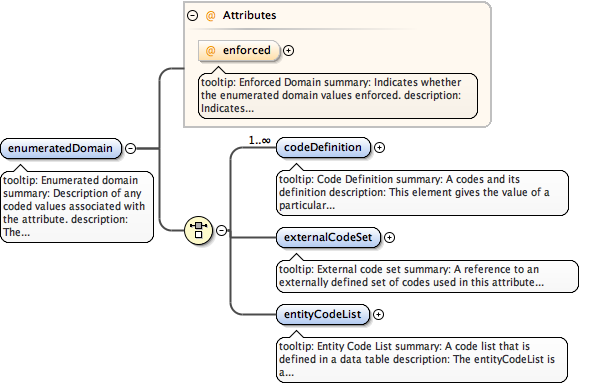 @ Attributes
@ enforced
tooltip: Enforced Domain summary: Indicates whether
the enumerated domain values enforced. description:
Indicates...
enumeratedDomain
tooltip: Enumerated domain
summary: Description of any
coded values associated with
the attribute. description:
The...
1..∞
codeDefinition
tooltip: Code Definition summary: A codes and its
definition description: This element gives the value of a
particular...
externalCodeSet
tooltip: External code set summary: A reference to an
externally defined set of codes used in this attribute...
entityCodeList
tooltip: Entity Code List summary: A code list that is
defined in a data table description: The entityCodeList is
a...